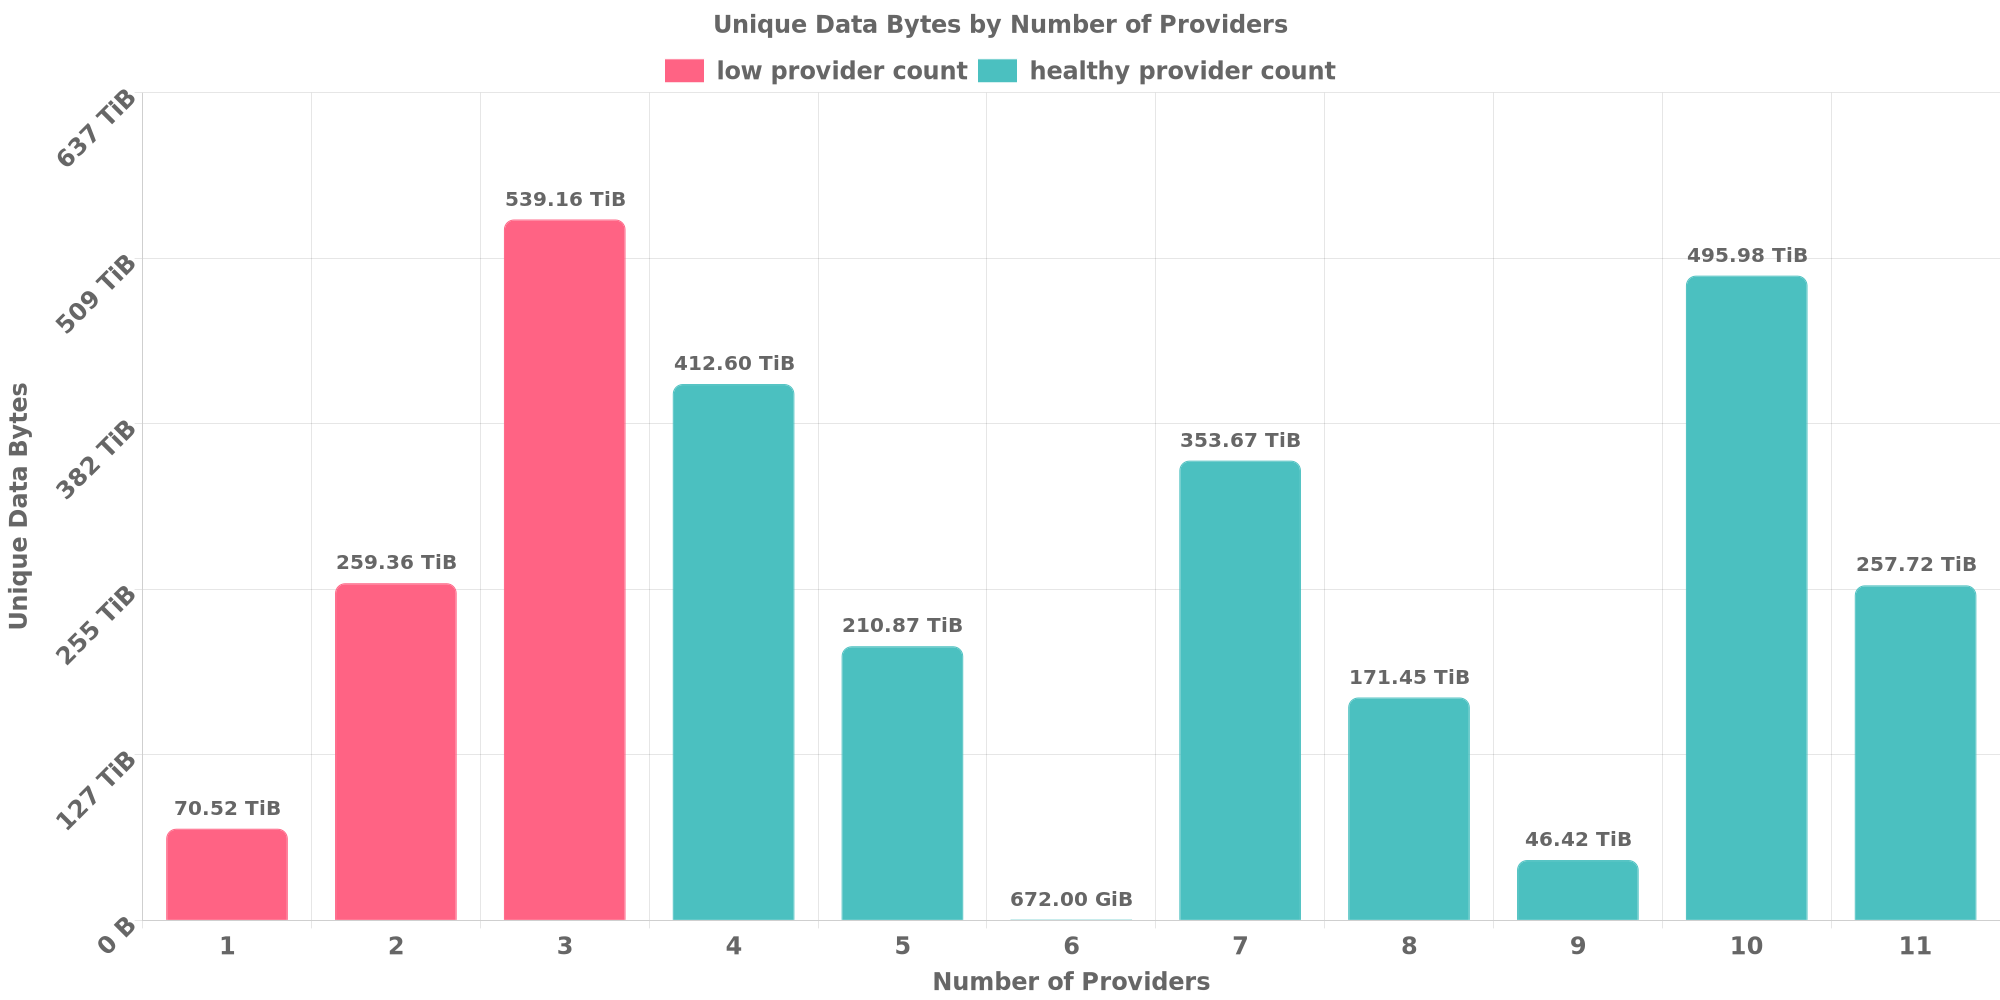 Unique Data Bytes by Number of Providers
low provider count healthy provider count
637 TiB
509 TiB
382 TiB
255 TiB
127 TiB
0 B
Unique Data Bytes
70.52 TiB
259.36 TiB
539.16 TiB
412.60 TiB
210.87 TiB
672.00 GiB
353.67 TiB
171.45 TiB
46.42 TiB
495.98 TiB
257.72 TiB
1 2 3 4 5 6 7 8 9 10 11
Number of Providers